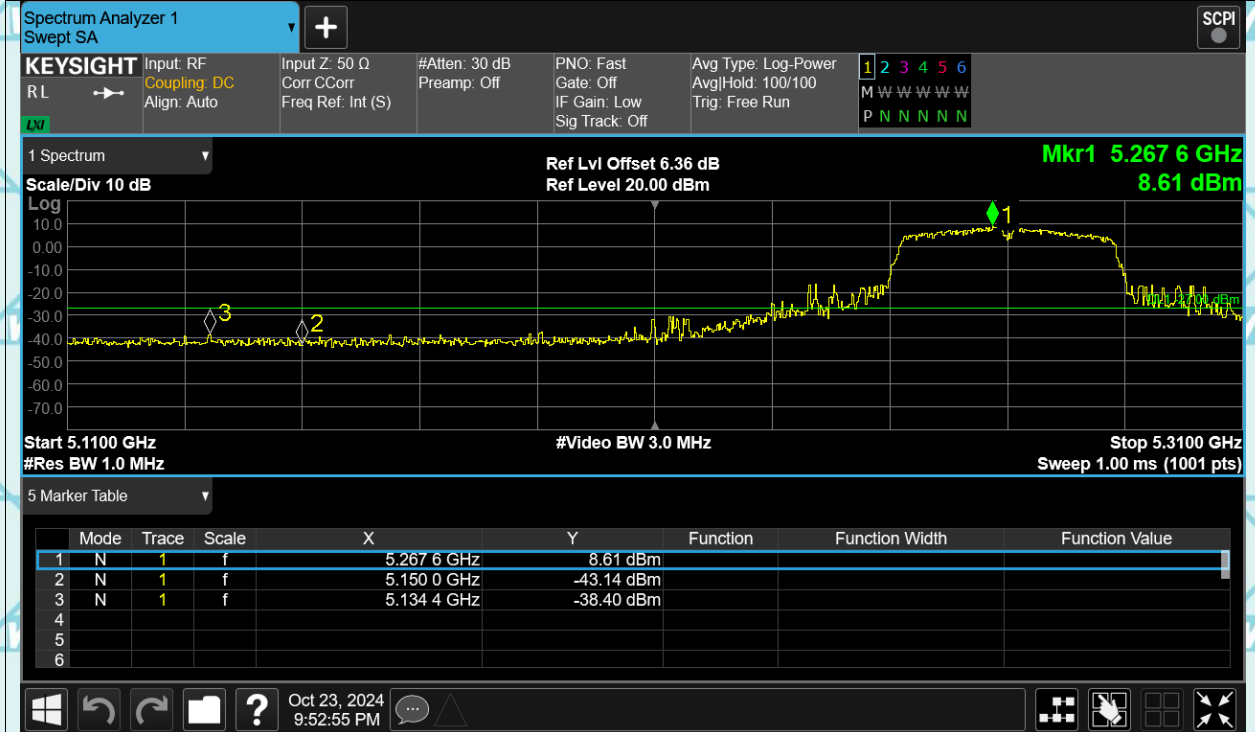 Spectrum Analyzer 1
Swept SA
SCPI
KEYSIGHT Input: RF Input Z: 50 Ω #Atten: 30 dB PNO: Fast Avg Type: Log-Power 1 2 3 4 5 6
R L Coupling: DC Corr CCorr Preamp: Off Gate: Off Avg|Hold: 100/100 M W W W W W W
Align: Auto Freq Ref: Int (S) IF Gain: Low Trig: Free Run P N N N N N N
LXI Sig Track: Off
1 Spectrum
Ref Lvl Offset 6.36 dB Mkr1 5.267 6 GHz
Scale/Div 10 dB Ref Level 20.00 dBm 8.61 dBm
Log
10.0
0.00
-10.0
-20.0
-30.0
-40.0
-50.0
-60.0
-70.0
1
3
2
-27.00 dBm
Start 5.1100 GHz #Video BW 3.0 MHz Stop 5.3100 GHz
#Res BW 1.0 MHz Sweep 1.00 ms (1001 pts)
5 Marker Table
Mode Trace Scale X Y Function Function Width Function Value
1 N 1 f 5.267 6 GHz 8.61 dBm
2 N 1 f 5.150 0 GHz -43.14 dBm
3 N 1 f 5.134 4 GHz -38.40 dBm
4
5
6
? Oct 23, 2024
9:52:55 PM